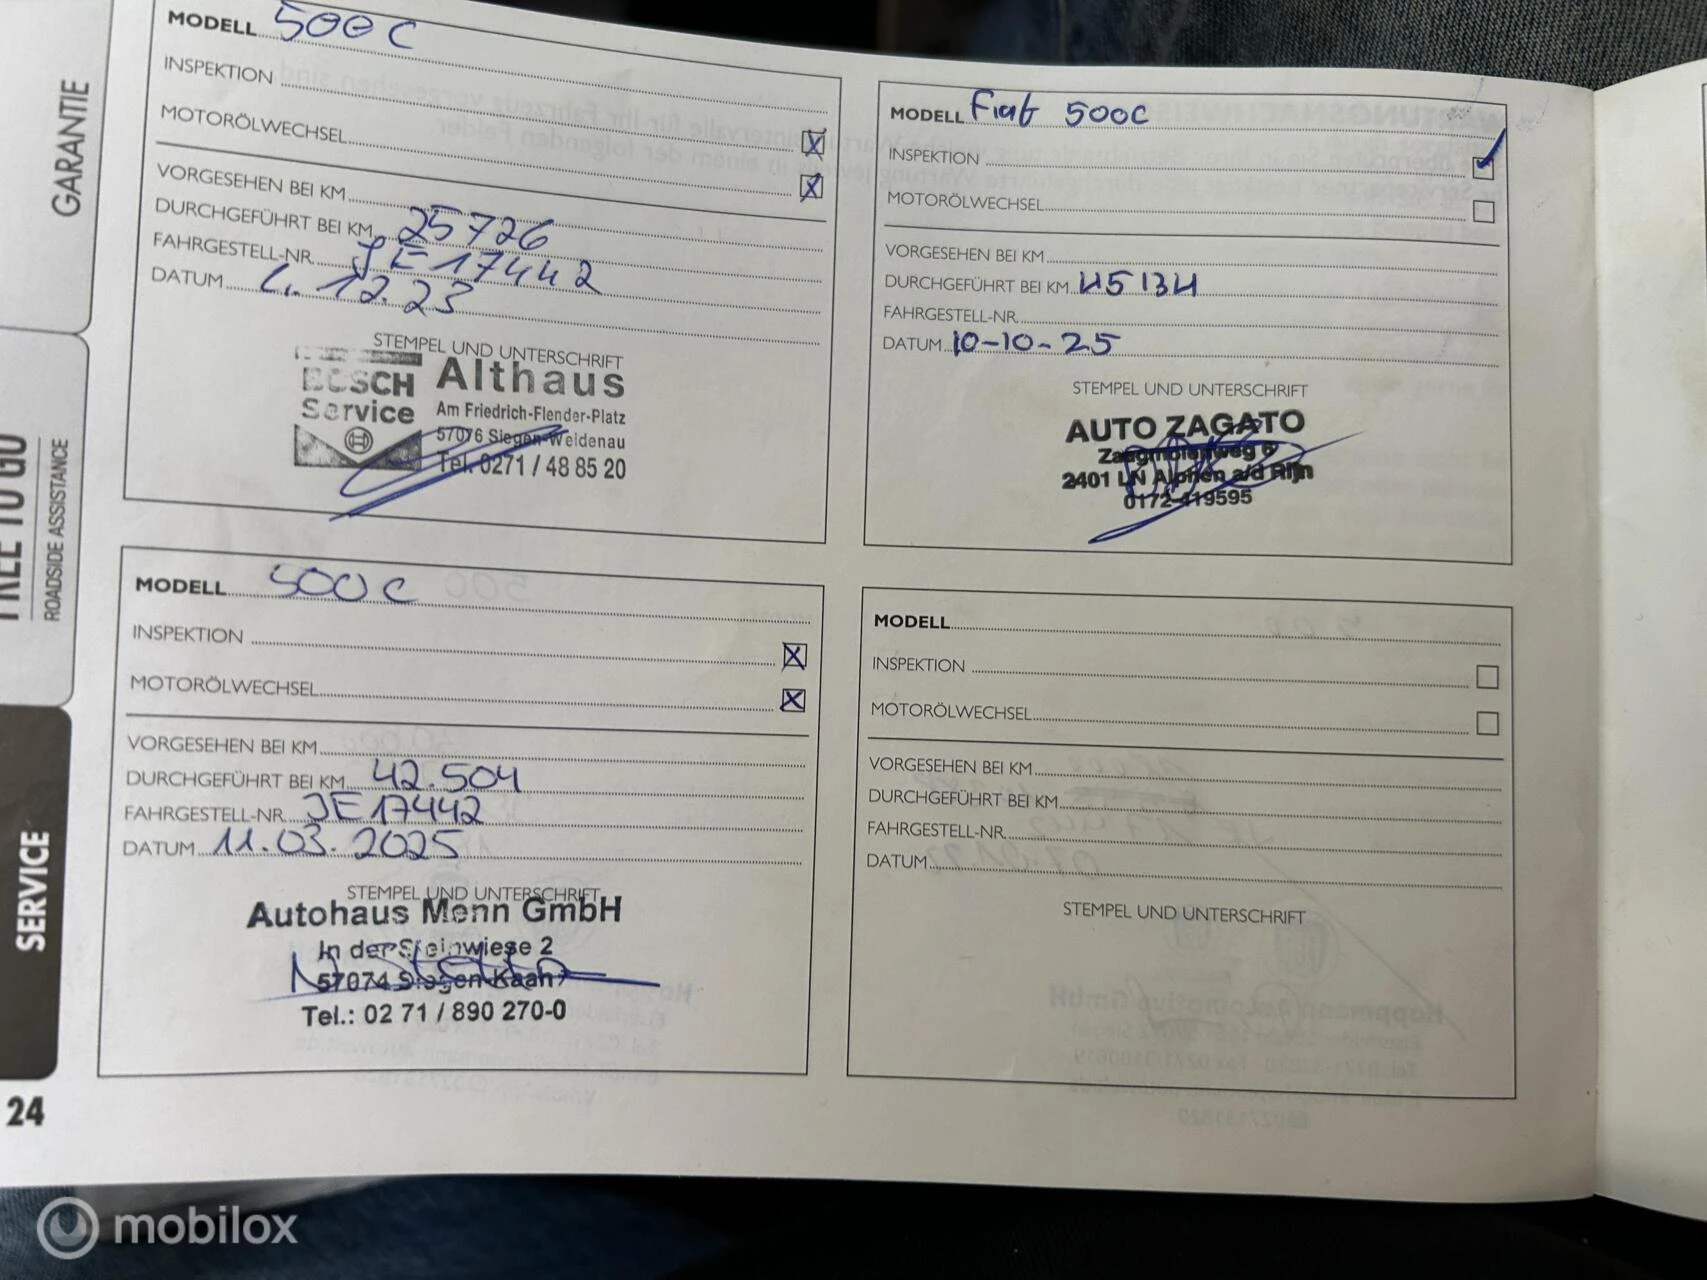 GARANTIE
ROADSIDE ASSISTANCE
SERVICE
24
MODELL 500 C
INSPEKTION
MOTORÖLWECHSEL
VORGESEHEN BEI KM
DURCHGEFÜHRT BEI KM 25726
FAHRGESTELL-NR. JE17442
DATUM 12.23
STEMPEL UND UNTERSCHRIFT
BOSCH Service
Althaus
Am Friedrich-Flender-Platz
57076 Siegen-Weidenau
Tel. 0271 / 48 85 20
MODELL 500 C
INSPEKTION
MOTORÖLWECHSEL
VORGESEHEN BEI KM
DURCHGEFÜHRT BEI KM 42.504
FAHRGESTELL-NR. JE17442
DATUM 11.03.2025
STEMPEL UND UNTERSCHRIFT
Autohaus Menn GmbH
In der Steinwiese 2
57074 Siegen-Kaan
Tel.: 02 71 / 890 270-0
MODELL Fiat 500C
INSPEKTION
MOTORÖLWECHSEL
VORGESEHEN BEI KM
DURCHGEFÜHRT BEI KM 45134
FAHRGESTELL-NR.
DATUM 10-10-25
STEMPEL UND UNTERSCHRIFT
AUTO ZAGATO
Zaagmolenweg 6
2401 LN Alphen a/d Rijn
0172-419595
MODELL
INSPEKTION
MOTORÖLWECHSEL
VORGESEHEN BEI KM
DURCHGEFÜHRT BEI KM
FAHRGESTELL-NR.
DATUM
STEMPEL UND UNTERSCHRIFT
mobilox